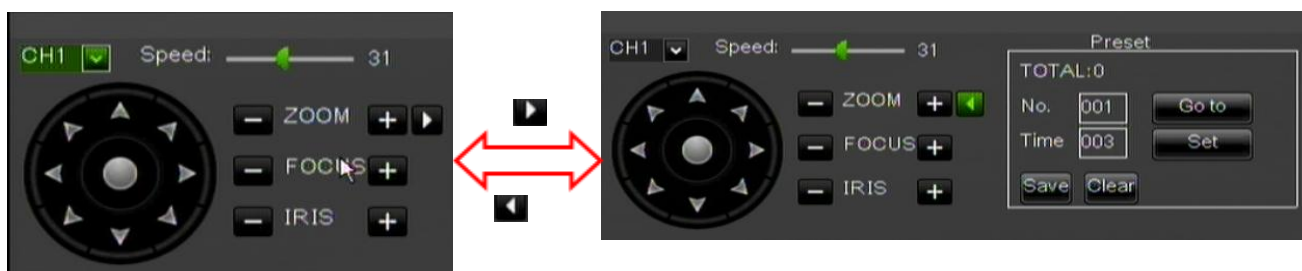 CH1 Speed: 31
ZOOM
FOCUS
IRIS
CH1 Speed: 31
ZOOM
FOCUS
IRIS
Preset
TOTAL:0
No. 001 Go to
Time 003 Set
Save Clear